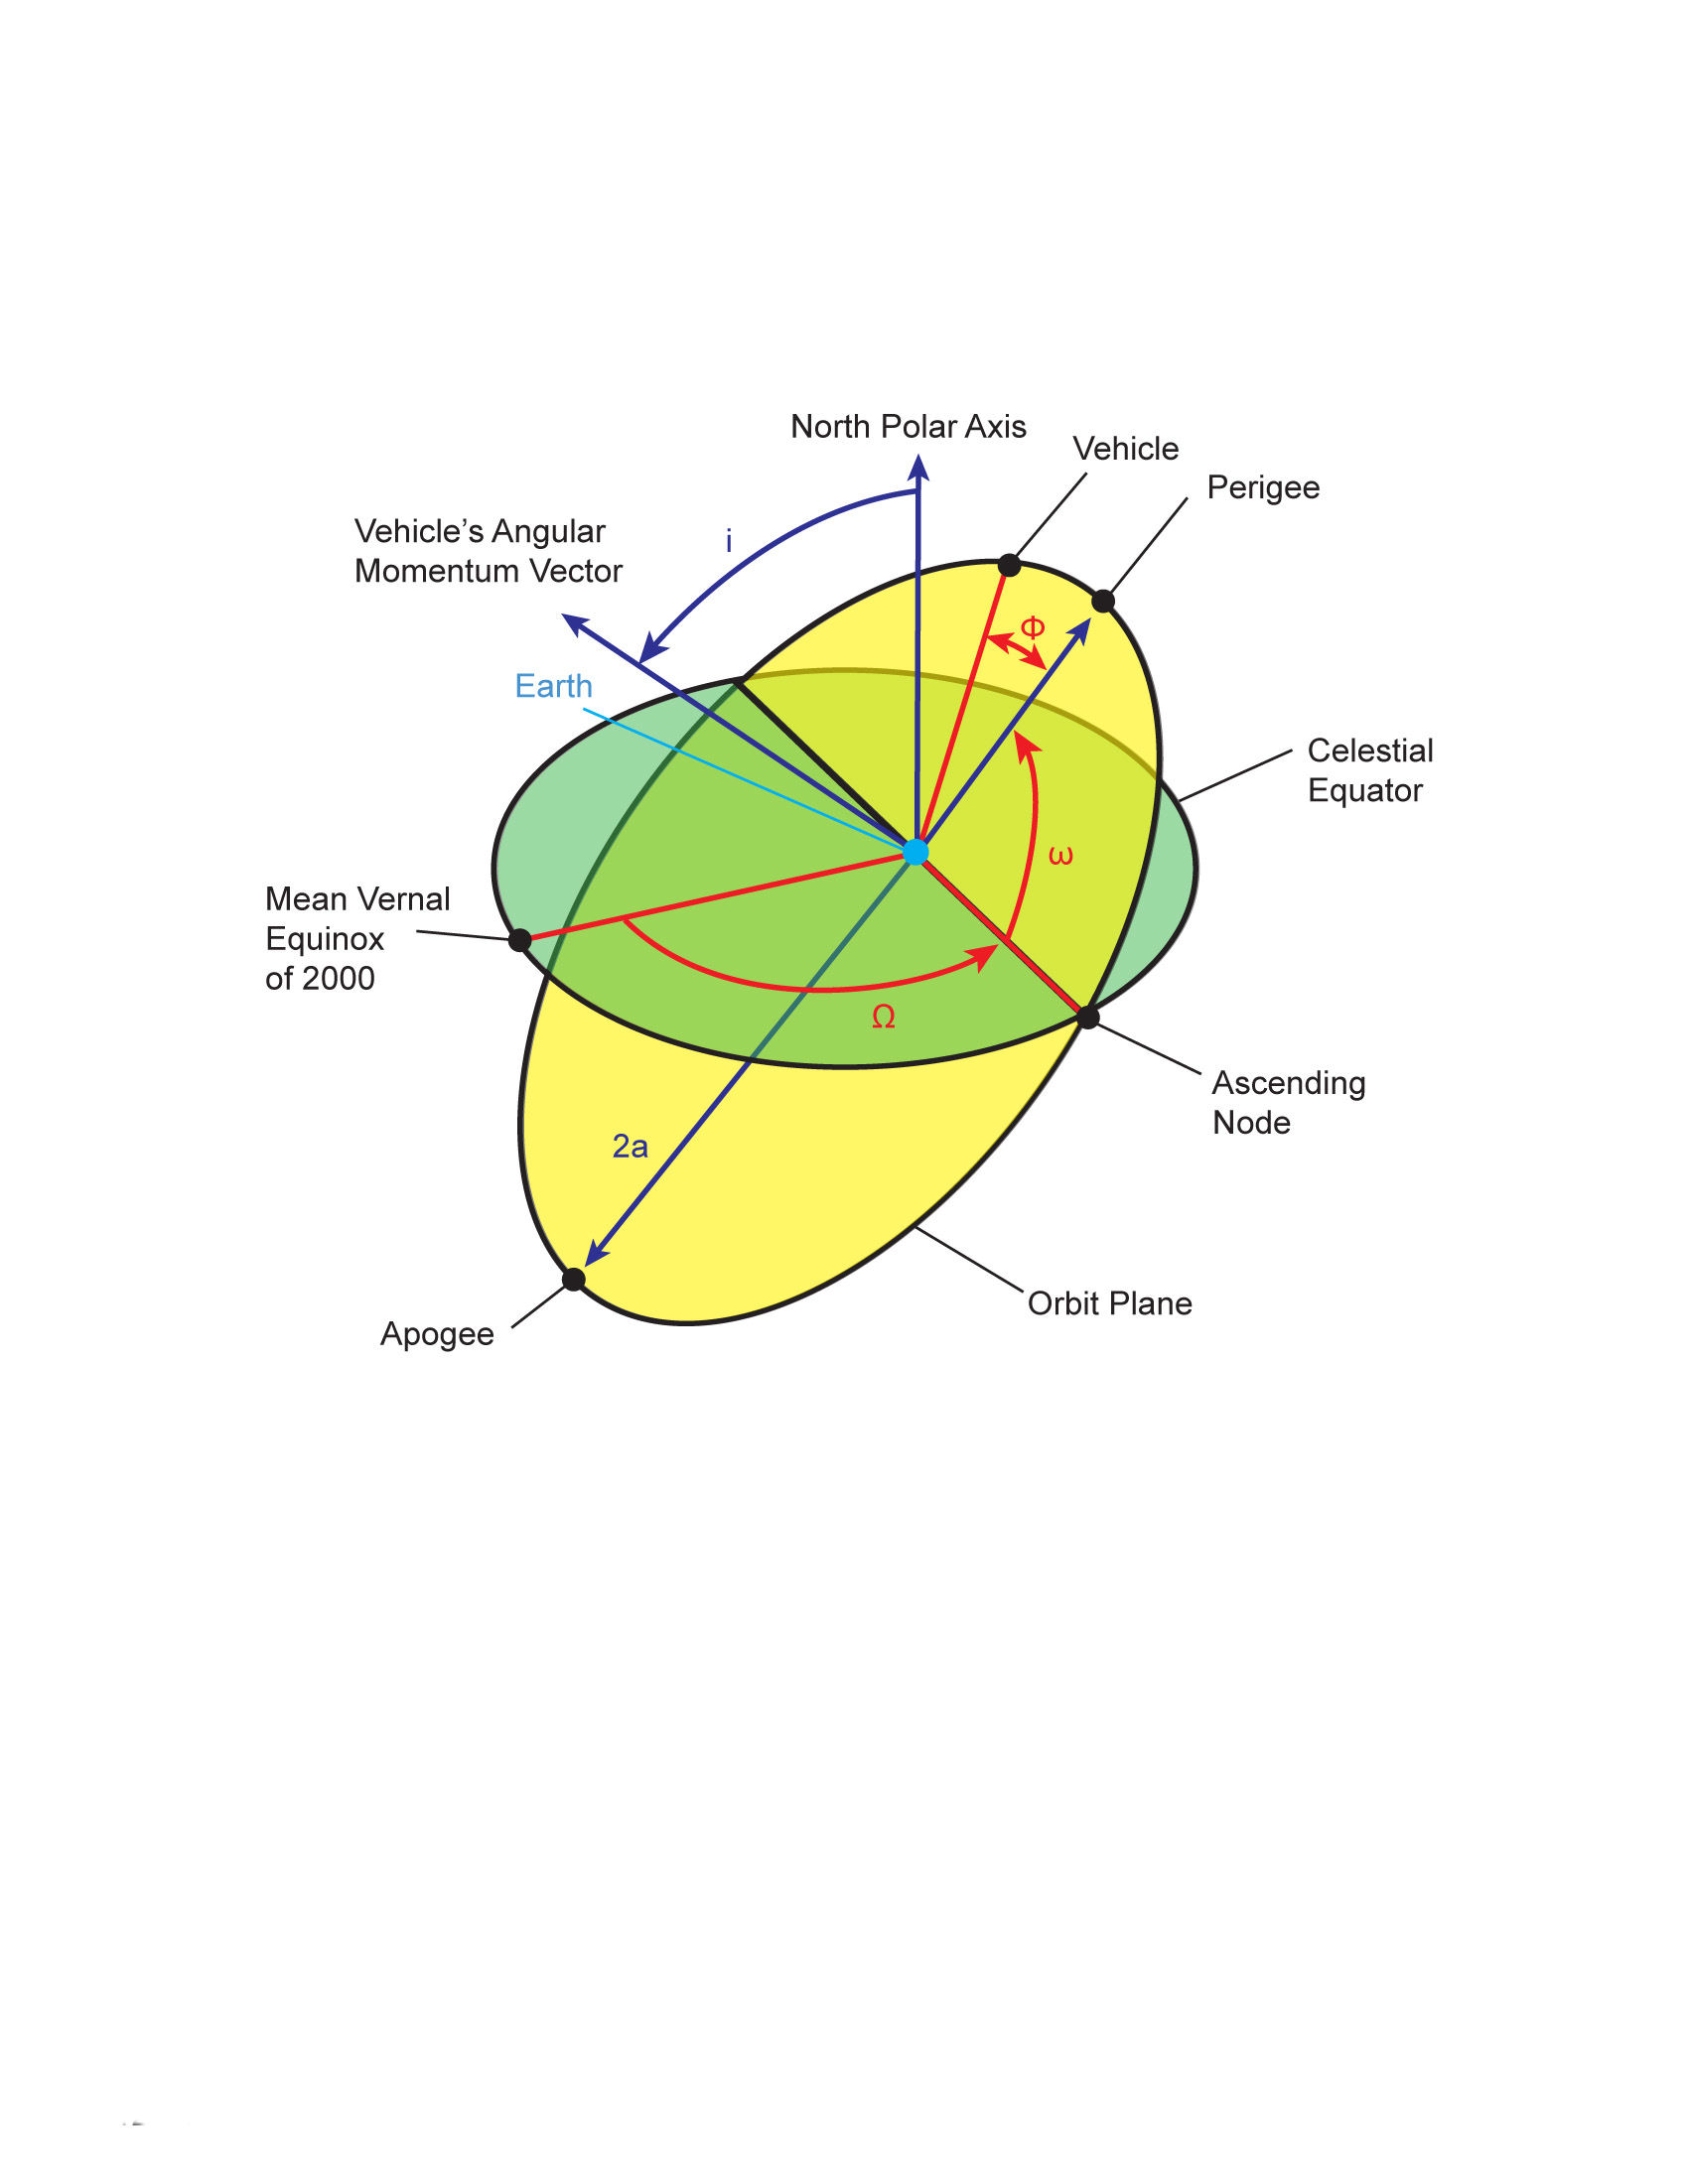 North Polar Axis
Vehicle
Perigee
Vehicle’s Angular
Momentum Vector
i
Φ
Earth
Celestial
Equator
ω
Mean Vernal
Equinox
of 2000
Ω
Ascending
Node
2a
Orbit Plane
Apogee